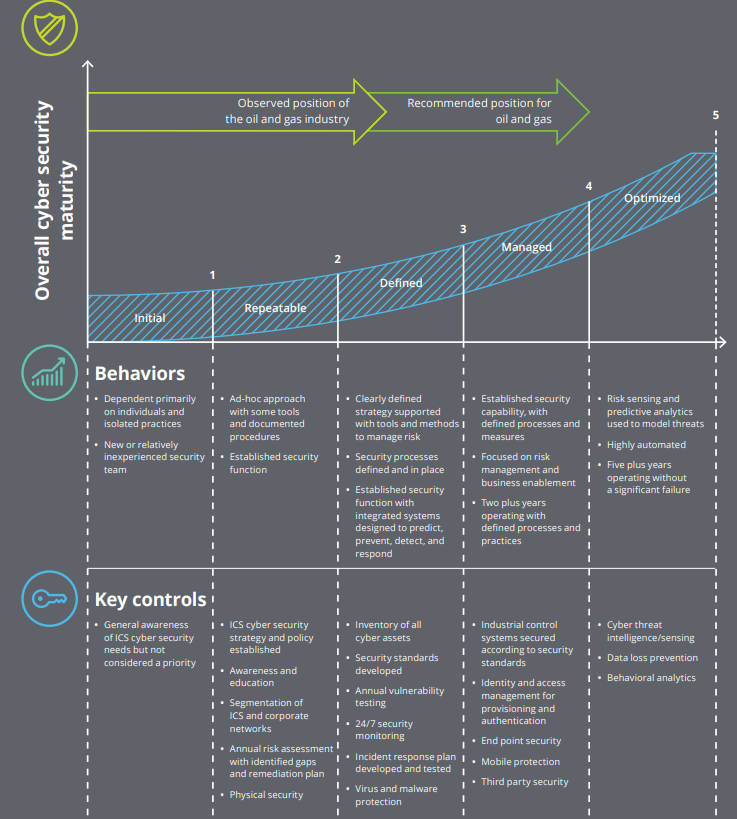 Overall cyber security
maturity
Observed position of
the oil and gas industry
Recommended position for
oil and gas
5
4
3
2
1
Initial
Repeatable
Defined
Managed
Optimized
Behaviors
• Dependent primarily
on individuals and
isolated practices
• New or relatively
inexperienced security
team
• Ad-hoc approach
with some tools
and documented
procedures
• Established security
function
• Clearly defined
strategy supported
with tools and methods
to manage risk
• Security processes
defined and in place
• Established security
function with
integrated systems
designed to predict,
prevent, detect, and
respond
• Established security
capability, with
defined processes and
measures
• Focused on risk
management and
business enablement
• Two plus years
operating with
defined processes and
practices
• Risk sensing and
predictive analytics
used to model threats
• Highly automated
• Five plus years
operating without
a significant failure
Key controls
• General awareness
of ICS cyber security
needs but not
considered a priority
• ICS cyber security
strategy and policy
established
• Awareness and
education
• Segmentation of
ICS and corporate
networks
• Annual risk assessment
with identified gaps
and remediation plan
• Physical security
• Inventory of all
cyber assets
• Security standards
developed
• Annual vulnerability
testing
• 24/7 security
monitoring
• Incident response plan
developed and tested
• Virus and malware
protection
• Industrial control
systems secured
according to security
standards
• Identity and access
management for
provisioning and
authentication
• End point security
• Mobile protection
• Third party security
• Cyber threat
intelligence/sensing
• Data loss prevention
• Behavioral analytics